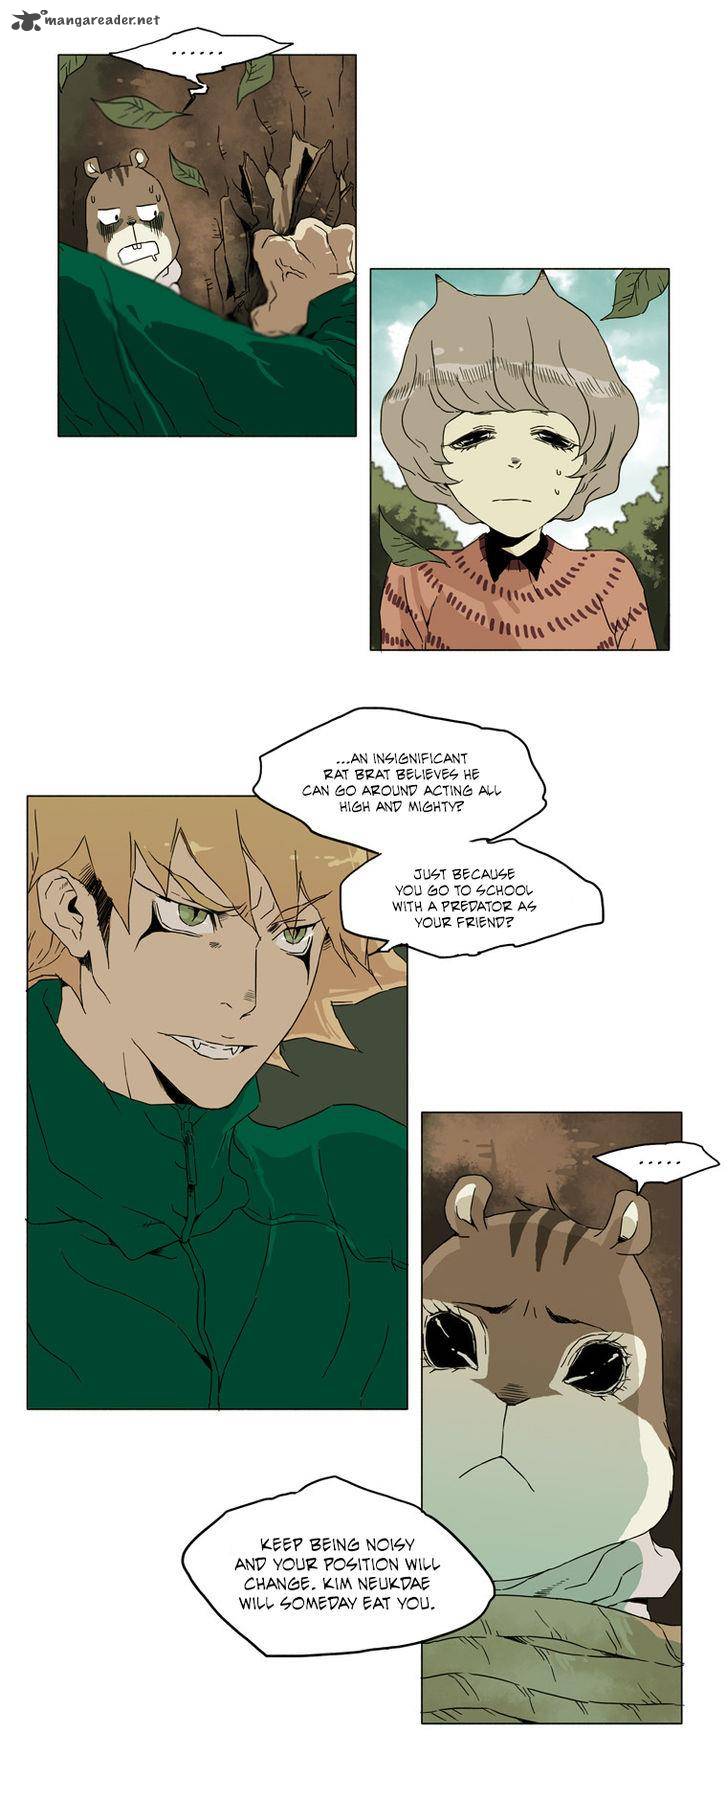 mangareader.net
......
...AN INSIGNIFICANT
RAT BRAT BELIEVES HE
CAN GO AROUND ACTING ALL
HIGH AND MIGHTY?
JUST BECAUSE
YOU GO TO SCHOOL
WITH A PREDATOR AS
YOUR FRIEND?
.....
KEEP BEING NOISY
AND YOUR POSITION WILL
CHANGE. KIM NEUKDAE
WILL SOMEDAY EAT YOU.